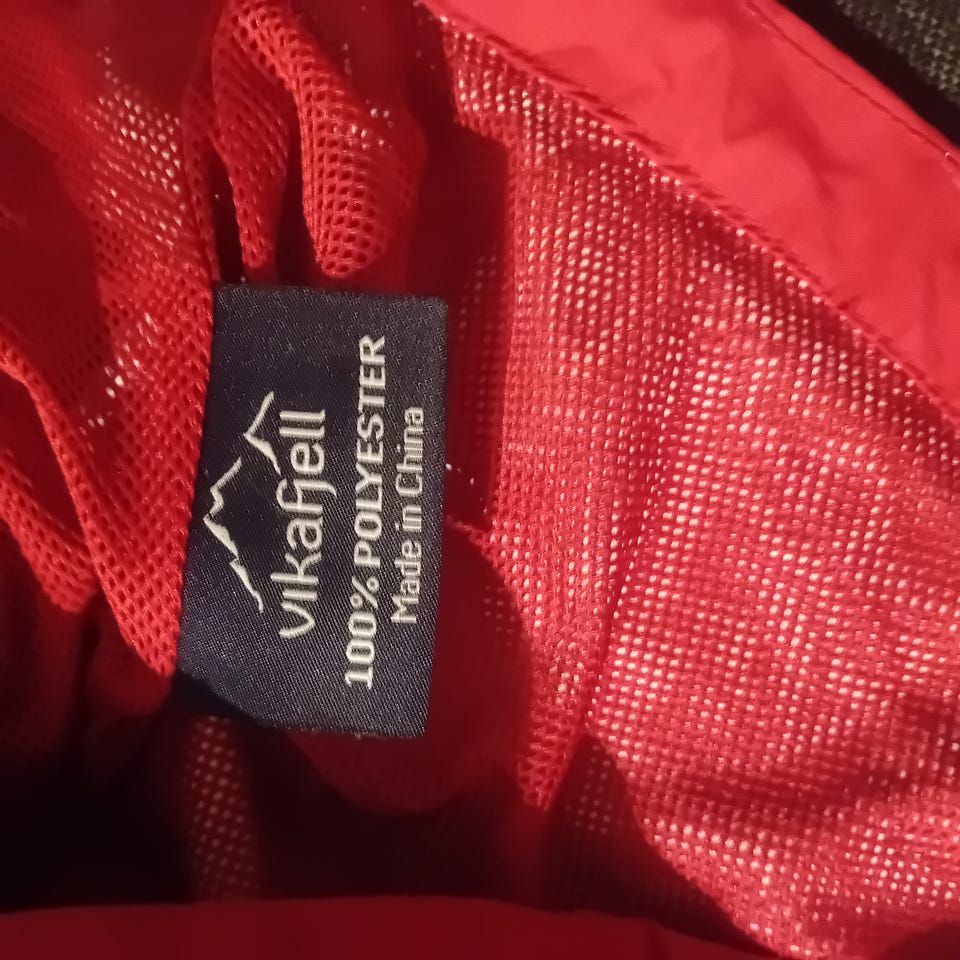 vikafjell
100% POLYESTER
Made in China